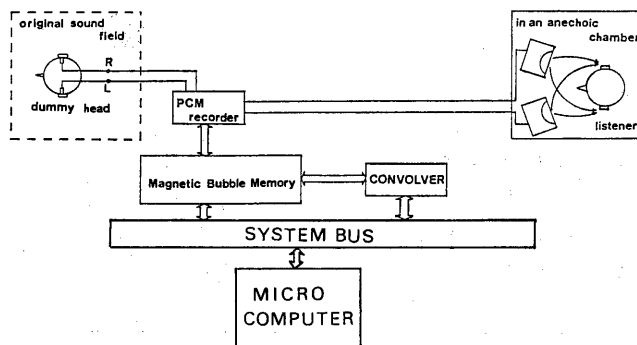 original sound
field
R
L
dummy head
PCM
recorder
in an anechoic
chamber
listener
Magnetic Bubble Memory
CONVOLVER
SYSTEM BUS
MICRO
COMPUTER